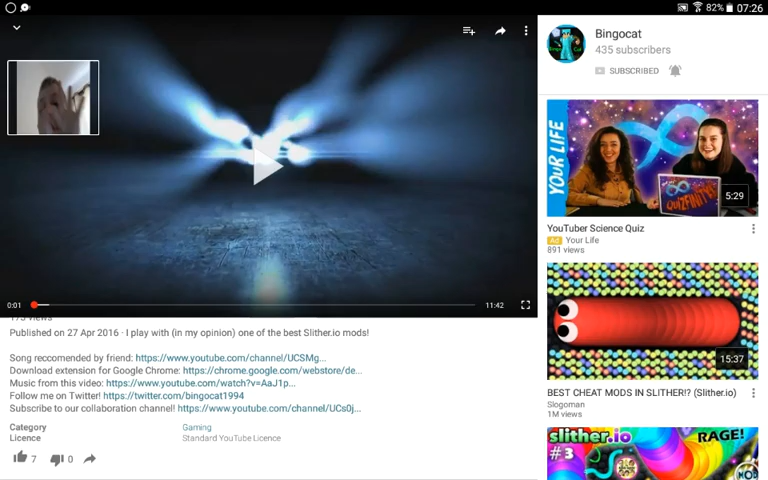 82% 07:26
Bingocat
435 subscribers
SUBSCRIBED
YOUR LIFE
QUIZFINITY
5:29
YouTuber Science Quiz
Ad Your Life
891 views
15:37
BEST CHEAT MODS IN SLITHER!? (Slither.io)
Slogoman
1M views
slither.io RAGE!
#3
0:01 11:42
173 views
Published on 27 Apr 2016 · I play with (in my opinion) one of the best Slither.io mods!
Song reccomended by friend: https://www.youtube.com/channel/UCSMg...
Download extension for Google Chrome: https://chrome.google.com/webstore/de...
Music from this video: https://www.youtube.com/watch?v=AaJ1p...
Follow me on Twitter! https://twitter.com/bingocat1994
Subscribe to our collaboration channel! https://www.youtube.com/channel/UCs0j...
Category Gaming
Licence Standard YouTube Licence
7 0